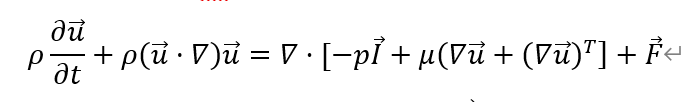 ρ ∂u⃗/∂t + ρ(u⃗ · ∇)u⃗ = ∇ · [−pI⃗ + μ(∇u⃗ + (∇u⃗)ᵀ] + F⃗ ↵